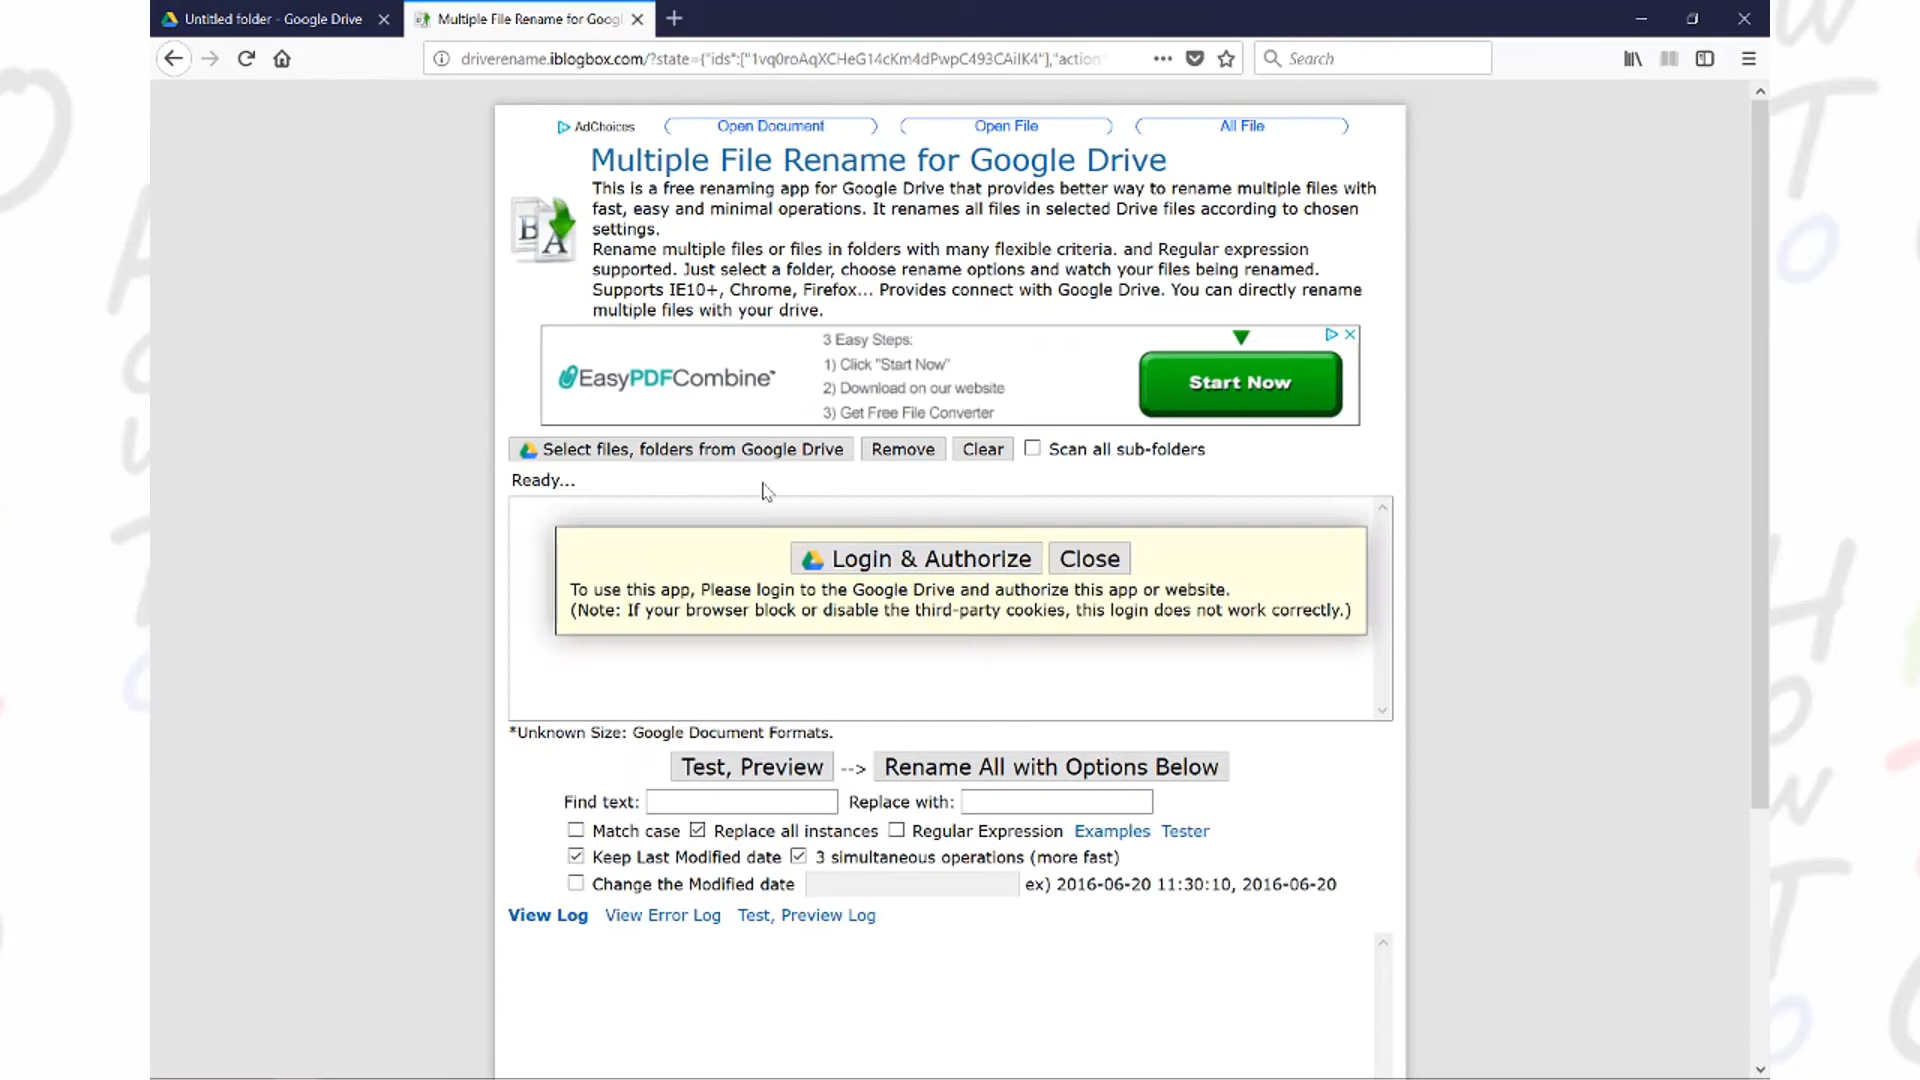 Untitled folder - Google Drive
Multiple File Rename for Goog
driverename.iblogbox.com/?state={"ids":["1vq0roAqXCHeG14cKm4dPwpC493CAiIK4"],"action"
Search
AdChoices
Open Document
Open File
All File
Multiple File Rename for Google Drive
This is a free renaming app for Google Drive that provides better way to rename multiple files with
fast, easy and minimal operations. It renames all files in selected Drive files according to chosen
settings.
Rename multiple files or files in folders with many flexible criteria. and Regular expression
supported. Just select a folder, choose rename options and watch your files being renamed.
Supports IE10+, Chrome, Firefox... Provides connect with Google Drive. You can directly rename
multiple files with your drive.
EasyPDFCombine™
3 Easy Steps:
1) Click "Start Now"
2) Download on our website
3) Get Free File Converter
Start Now
Select files, folders from Google Drive Remove Clear Scan all sub-folders
Ready...
Login & Authorize Close
To use this app, Please login to the Google Drive and authorize this app or website.
(Note: If your browser block or disable the third-party cookies, this login does not work correctly.)
*Unknown Size: Google Document Formats.
Test, Preview --> Rename All with Options Below
Find text: Replace with:
Match case Replace all instances Regular Expression Examples Tester
Keep Last Modified date 3 simultaneous operations (more fast)
Change the Modified date ex) 2016-06-20 11:30:10, 2016-06-20
View Log View Error Log Test, Preview Log